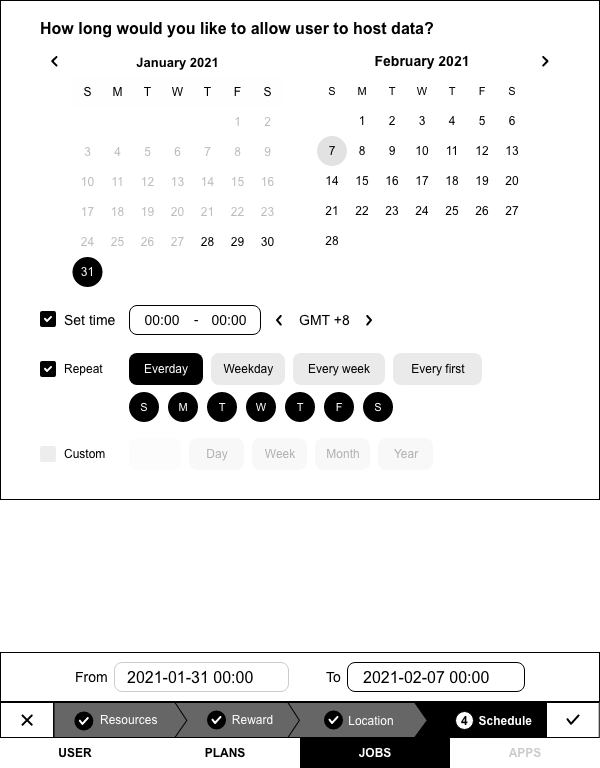 How long would you like to allow user to host data?
January 2021
S M T W T F S
1 2
3 4 5 6 7 8 9
10 11 12 13 14 15 16
17 18 19 20 21 22 23
24 25 26 27 28 29 30
31
February 2021
S M T W T F S
1 2 3 4 5 6
7 8 9 10 11 12 13
14 15 16 17 18 19 20
21 22 23 24 25 26 27
28
Set time 00:00 - 00:00 GMT +8
Repeat Everday Weekday Every week Every first
S M T W T F S
Custom Day Week Month Year
From 2021-01-31 00:00 To 2021-02-07 00:00
Resources Reward Location 4 Schedule
USER PLANS JOBS APPS